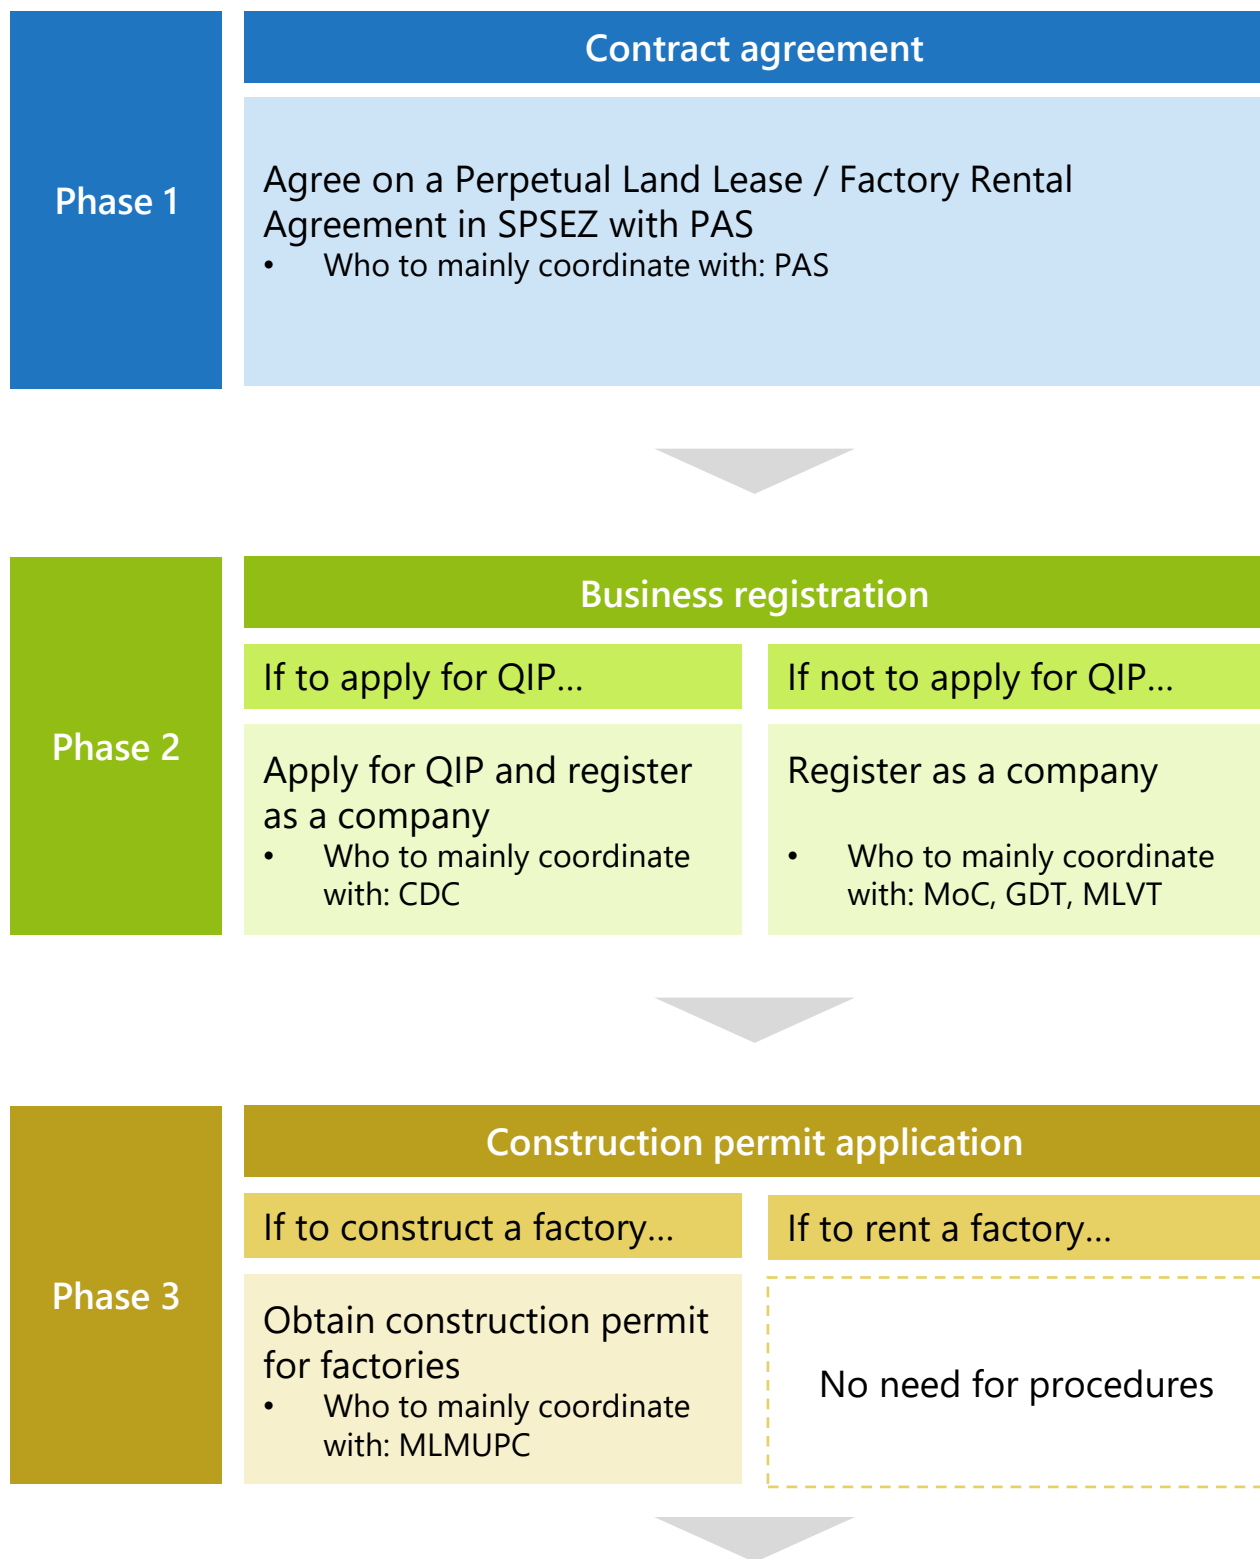 Contract agreement
Phase 1
Agree on a Perpetual Land Lease / Factory Rental
Agreement in SPSEZ with PAS
• Who to mainly coordinate with: PAS
Business registration
Phase 2
If to apply for QIP...
Apply for QIP and register
as a company
• Who to mainly coordinate
with: CDC
If not to apply for QIP...
Register as a company
• Who to mainly coordinate
with: MoC, GDT, MLVT
Construction permit application
Phase 3
If to construct a factory...
Obtain construction permit
for factories
• Who to mainly coordinate
with: MLMUPC
If to rent a factory...
No need for procedures